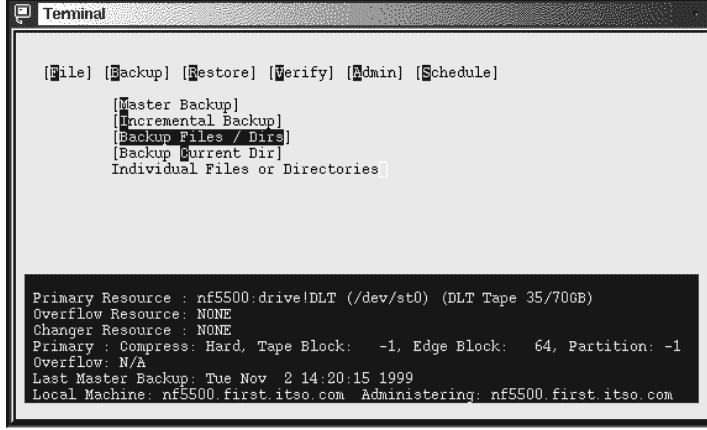 Terminal
[File] [Backup] [Restore] [Verify] [Admin] [Schedule]
[Master Backup]
[Incremental Backup]
[Backup Files / Dirs]
[Backup Current Dir]
Individual Files or Directories
Primary Resource : nf5500:drive!DLT (/dev/st0) (DLT Tape 35/70GB)
Overflow Resource: NONE
Changer Resource : NONE
Primary : Compress: Hard, Tape Block:   -1, Edge Block:   64, Partition: -1
Overflow: N/A
Last Master Backup: Tue Nov  2 14:20:15 1999
Local Machine: nf5500.first.itso.com  Administering: nf5500.first.itso.com